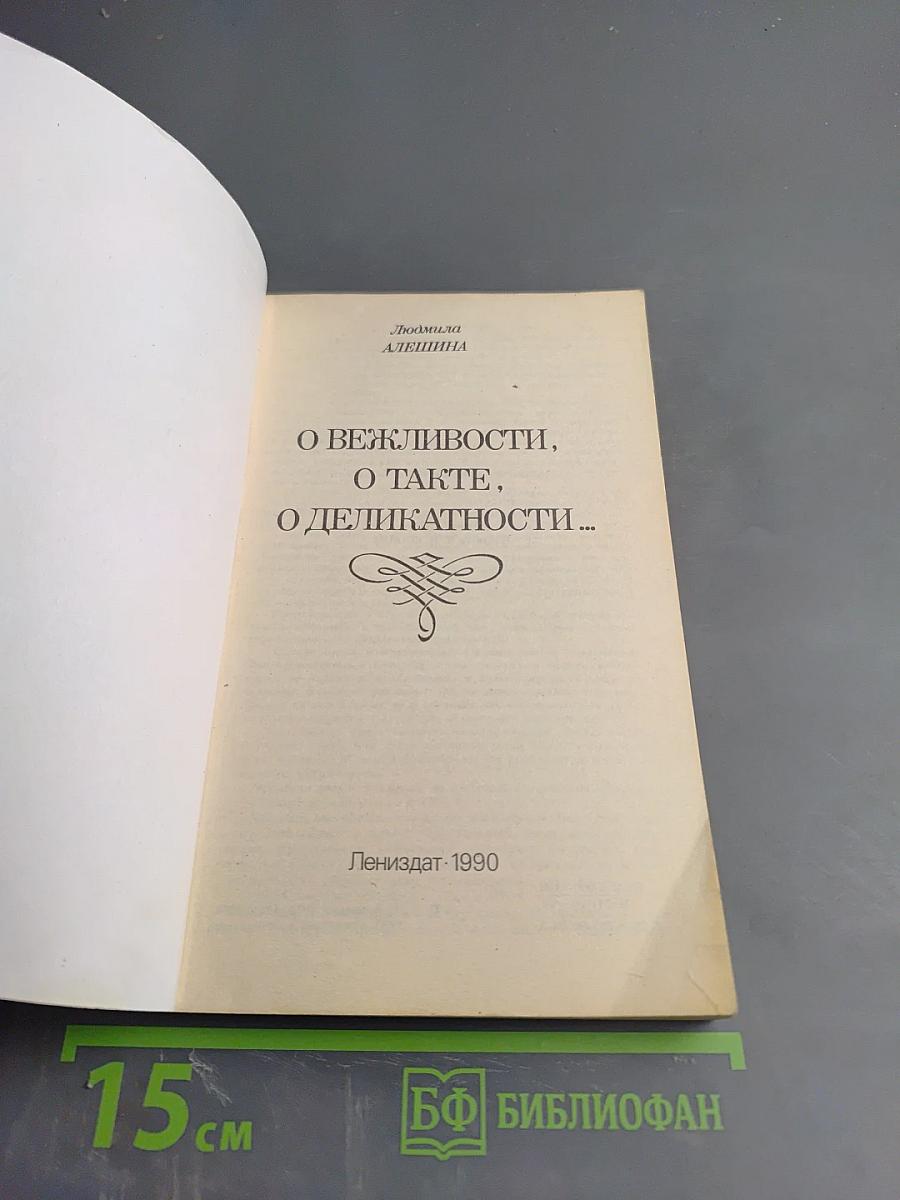 Людмила
АЛЕШИНА
О ВЕЖЛИВОСТИ,
О ТАКТЕ,
О ДЕЛИКАТНОСТИ...
Лениздат·1990
15 см
БФ БИБЛИОФАН